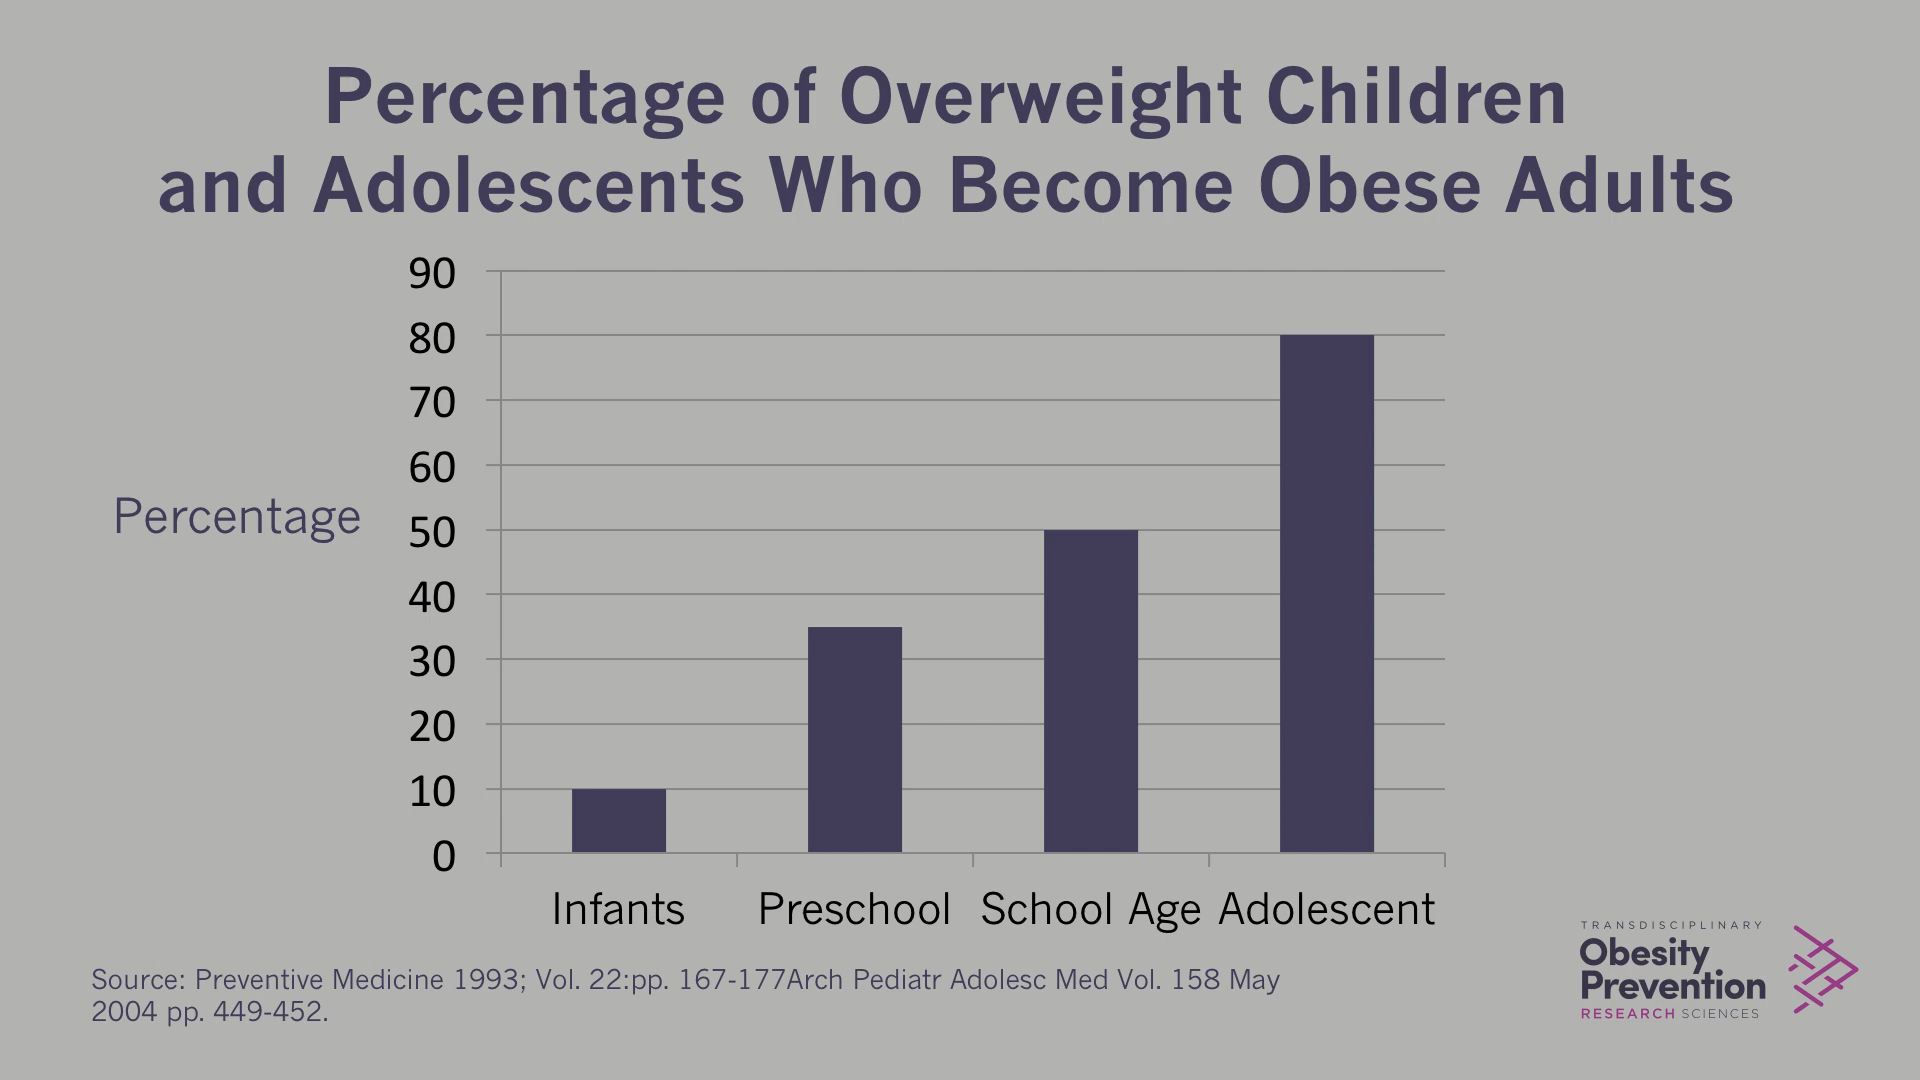 Percentage of Overweight Children
and Adolescents Who Become Obese Adults
90
80
70
60
Percentage
50
40
30
20
10
0
Infants
Preschool
School Age
Adolescent
Source: Preventive Medicine 1993; Vol. 22:pp. 167-177Arch Pediatr Adolesc Med Vol. 158 May
2004 pp. 449-452.
TRANSDISCIPLINARY
Obesity
Prevention
RESEARCH SCIENCES